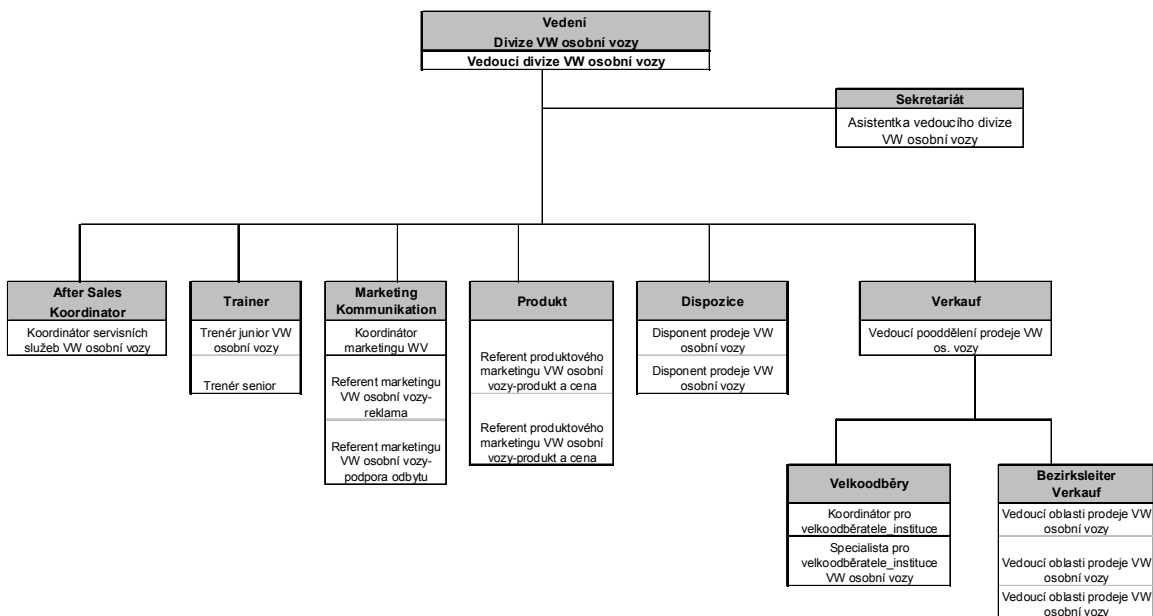 Vedení
Divize VW osobní vozy
Vedoucí divize VW osobní vozy
Sekretariát
Asistentka vedoucího divize
VW osobní vozy
After Sales
Koordinator
Koordinátor servisních
služeb VW osobní vozy
Trainer
Trenér junior VW
osobní vozy
Trenér senior
Marketing
Kommunikation
Koordinátor
marketingu WV
Referent marketingu
VW osobní vozy-
reklama
Referent marketingu
VW osobní vozy-
podpora odbytu
Produkt
Referent produktového
marketingu VW osobní
vozy-produkt a cena
Referent produktového
marketingu VW osobní
vozy-produkt a cena
Dispozice
Disponent prodeje VW
osobní vozy
Disponent prodeje VW
osobní vozy
Verkauf
Vedoucí pooddělení prodeje VW
os. vozy
Velkoodběry
Koordinátor pro
velkoodběratele_instituce
Specialista pro
velkoodběratele_instituce
VW osobní vozy
Bezirksleiter
Verkauf
Vedoucí oblasti prodeje VW
osobní vozy
Vedoucí oblasti prodeje VW
osobní vozy
Vedoucí oblasti prodeje VW
osobní vozy